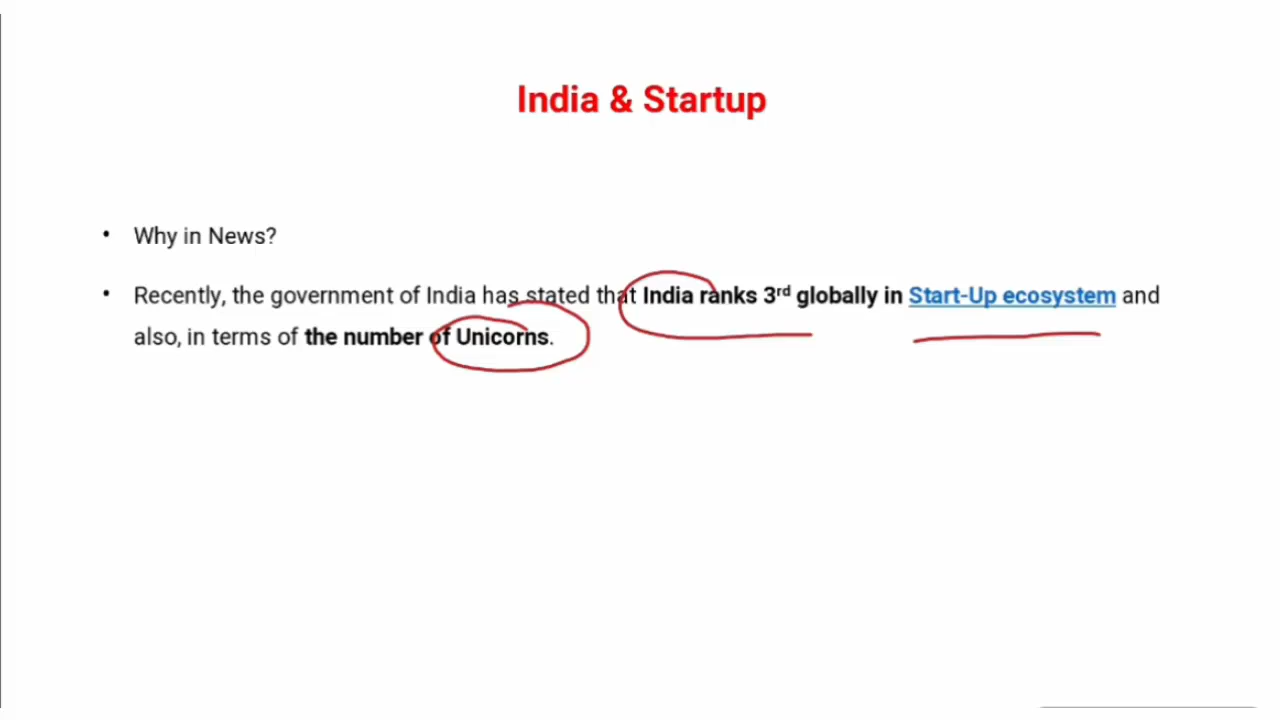 India & Startup
• Why in News?
• Recently, the government of India has stated that India ranks 3rd globally in Start-Up ecosystem and
also, in terms of the number of Unicorns.